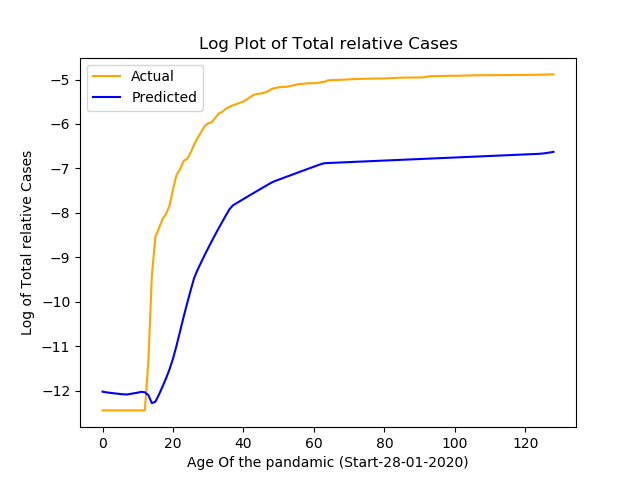 Log Plot of Total relative Cases
Actual
Predicted
Log of Total relative Cases
−5
−6
−7
−8
−9
−10
−11
−12
0 20 40 60 80 100 120
Age Of the pandamic (Start-28-01-2020)